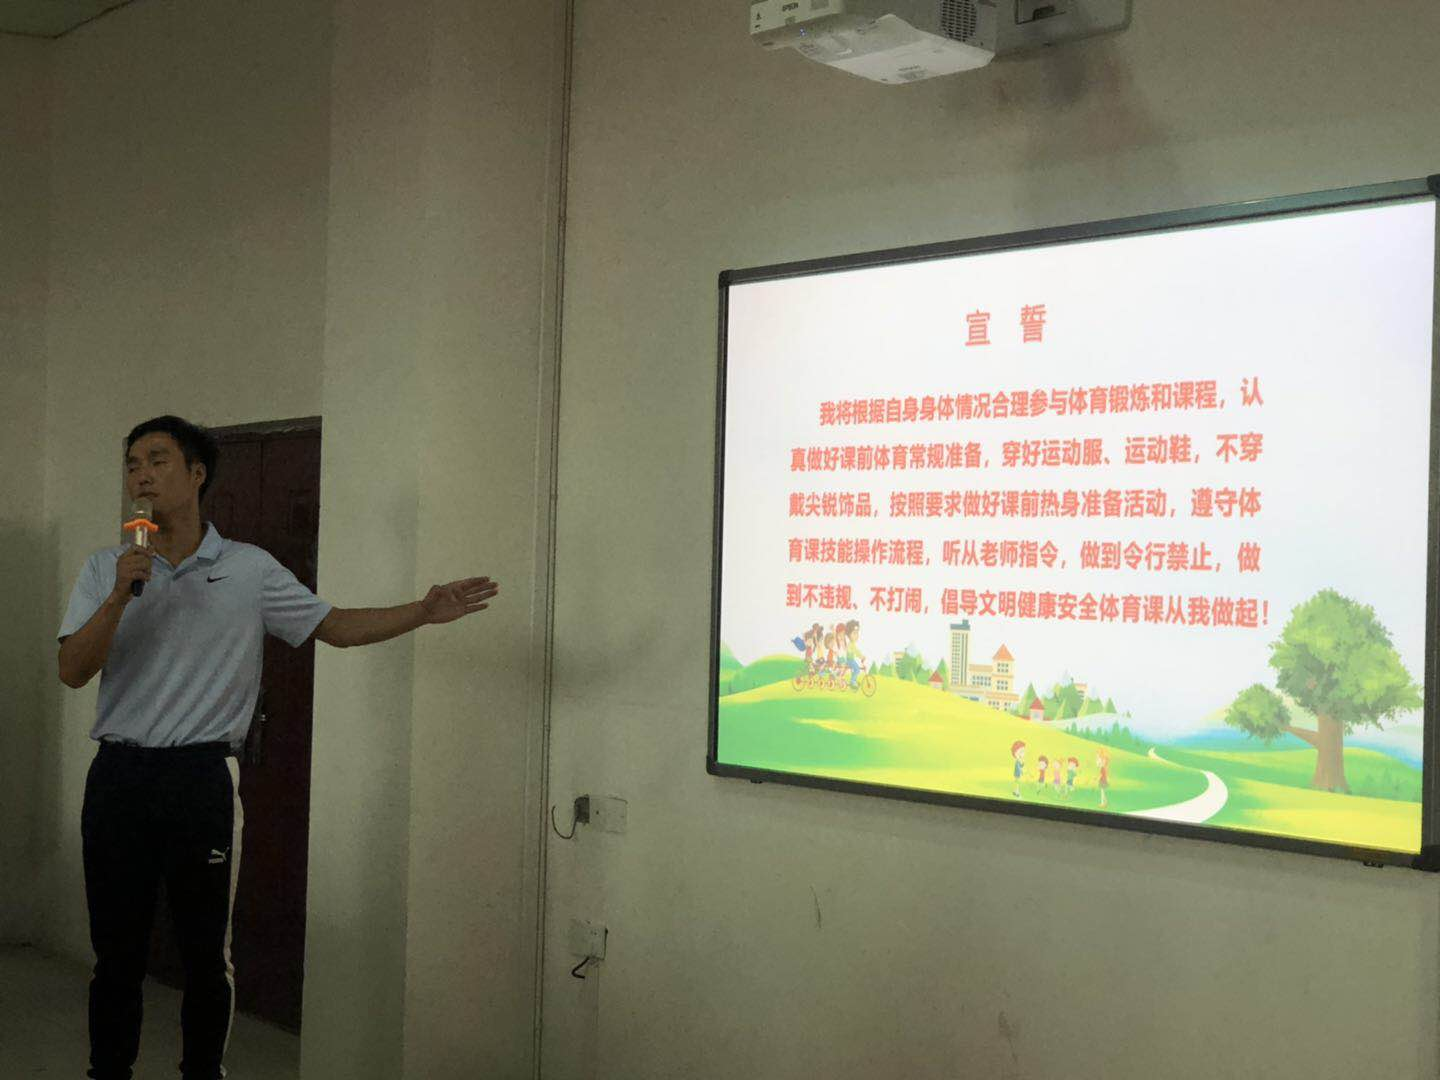 EPSON
宣 誓
我将根据自身身体情况合理参与体育锻炼和课程，认
真做好课前体育常规准备，穿好运动服、运动鞋，不穿
戴尖锐饰品，按照要求做好课前热身准备活动，遵守体
育课技能操作流程，听从老师指令，做到令行禁止，做
到不违规、不打闹，倡导文明健康安全体育课从我做起！